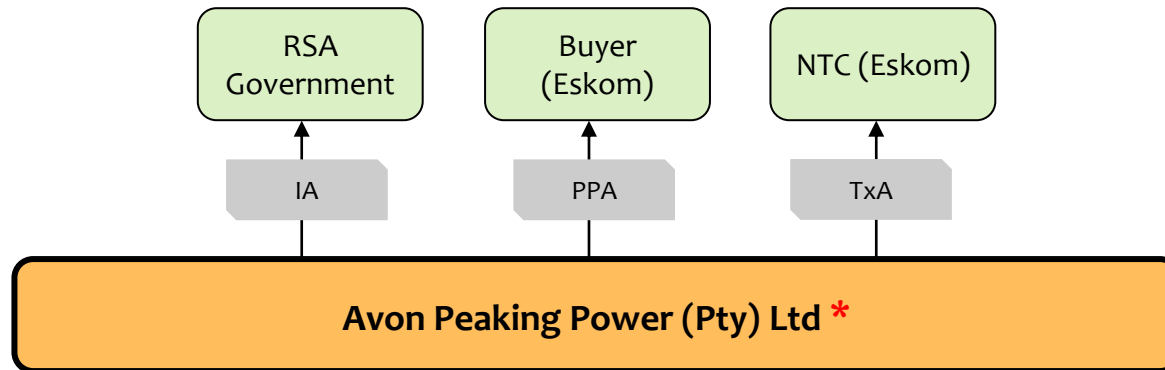 RSA
Government
Buyer
(Eskom)
NTC (Eskom)
IA
PPA
TxA
Avon Peaking Power (Pty) Ltd *